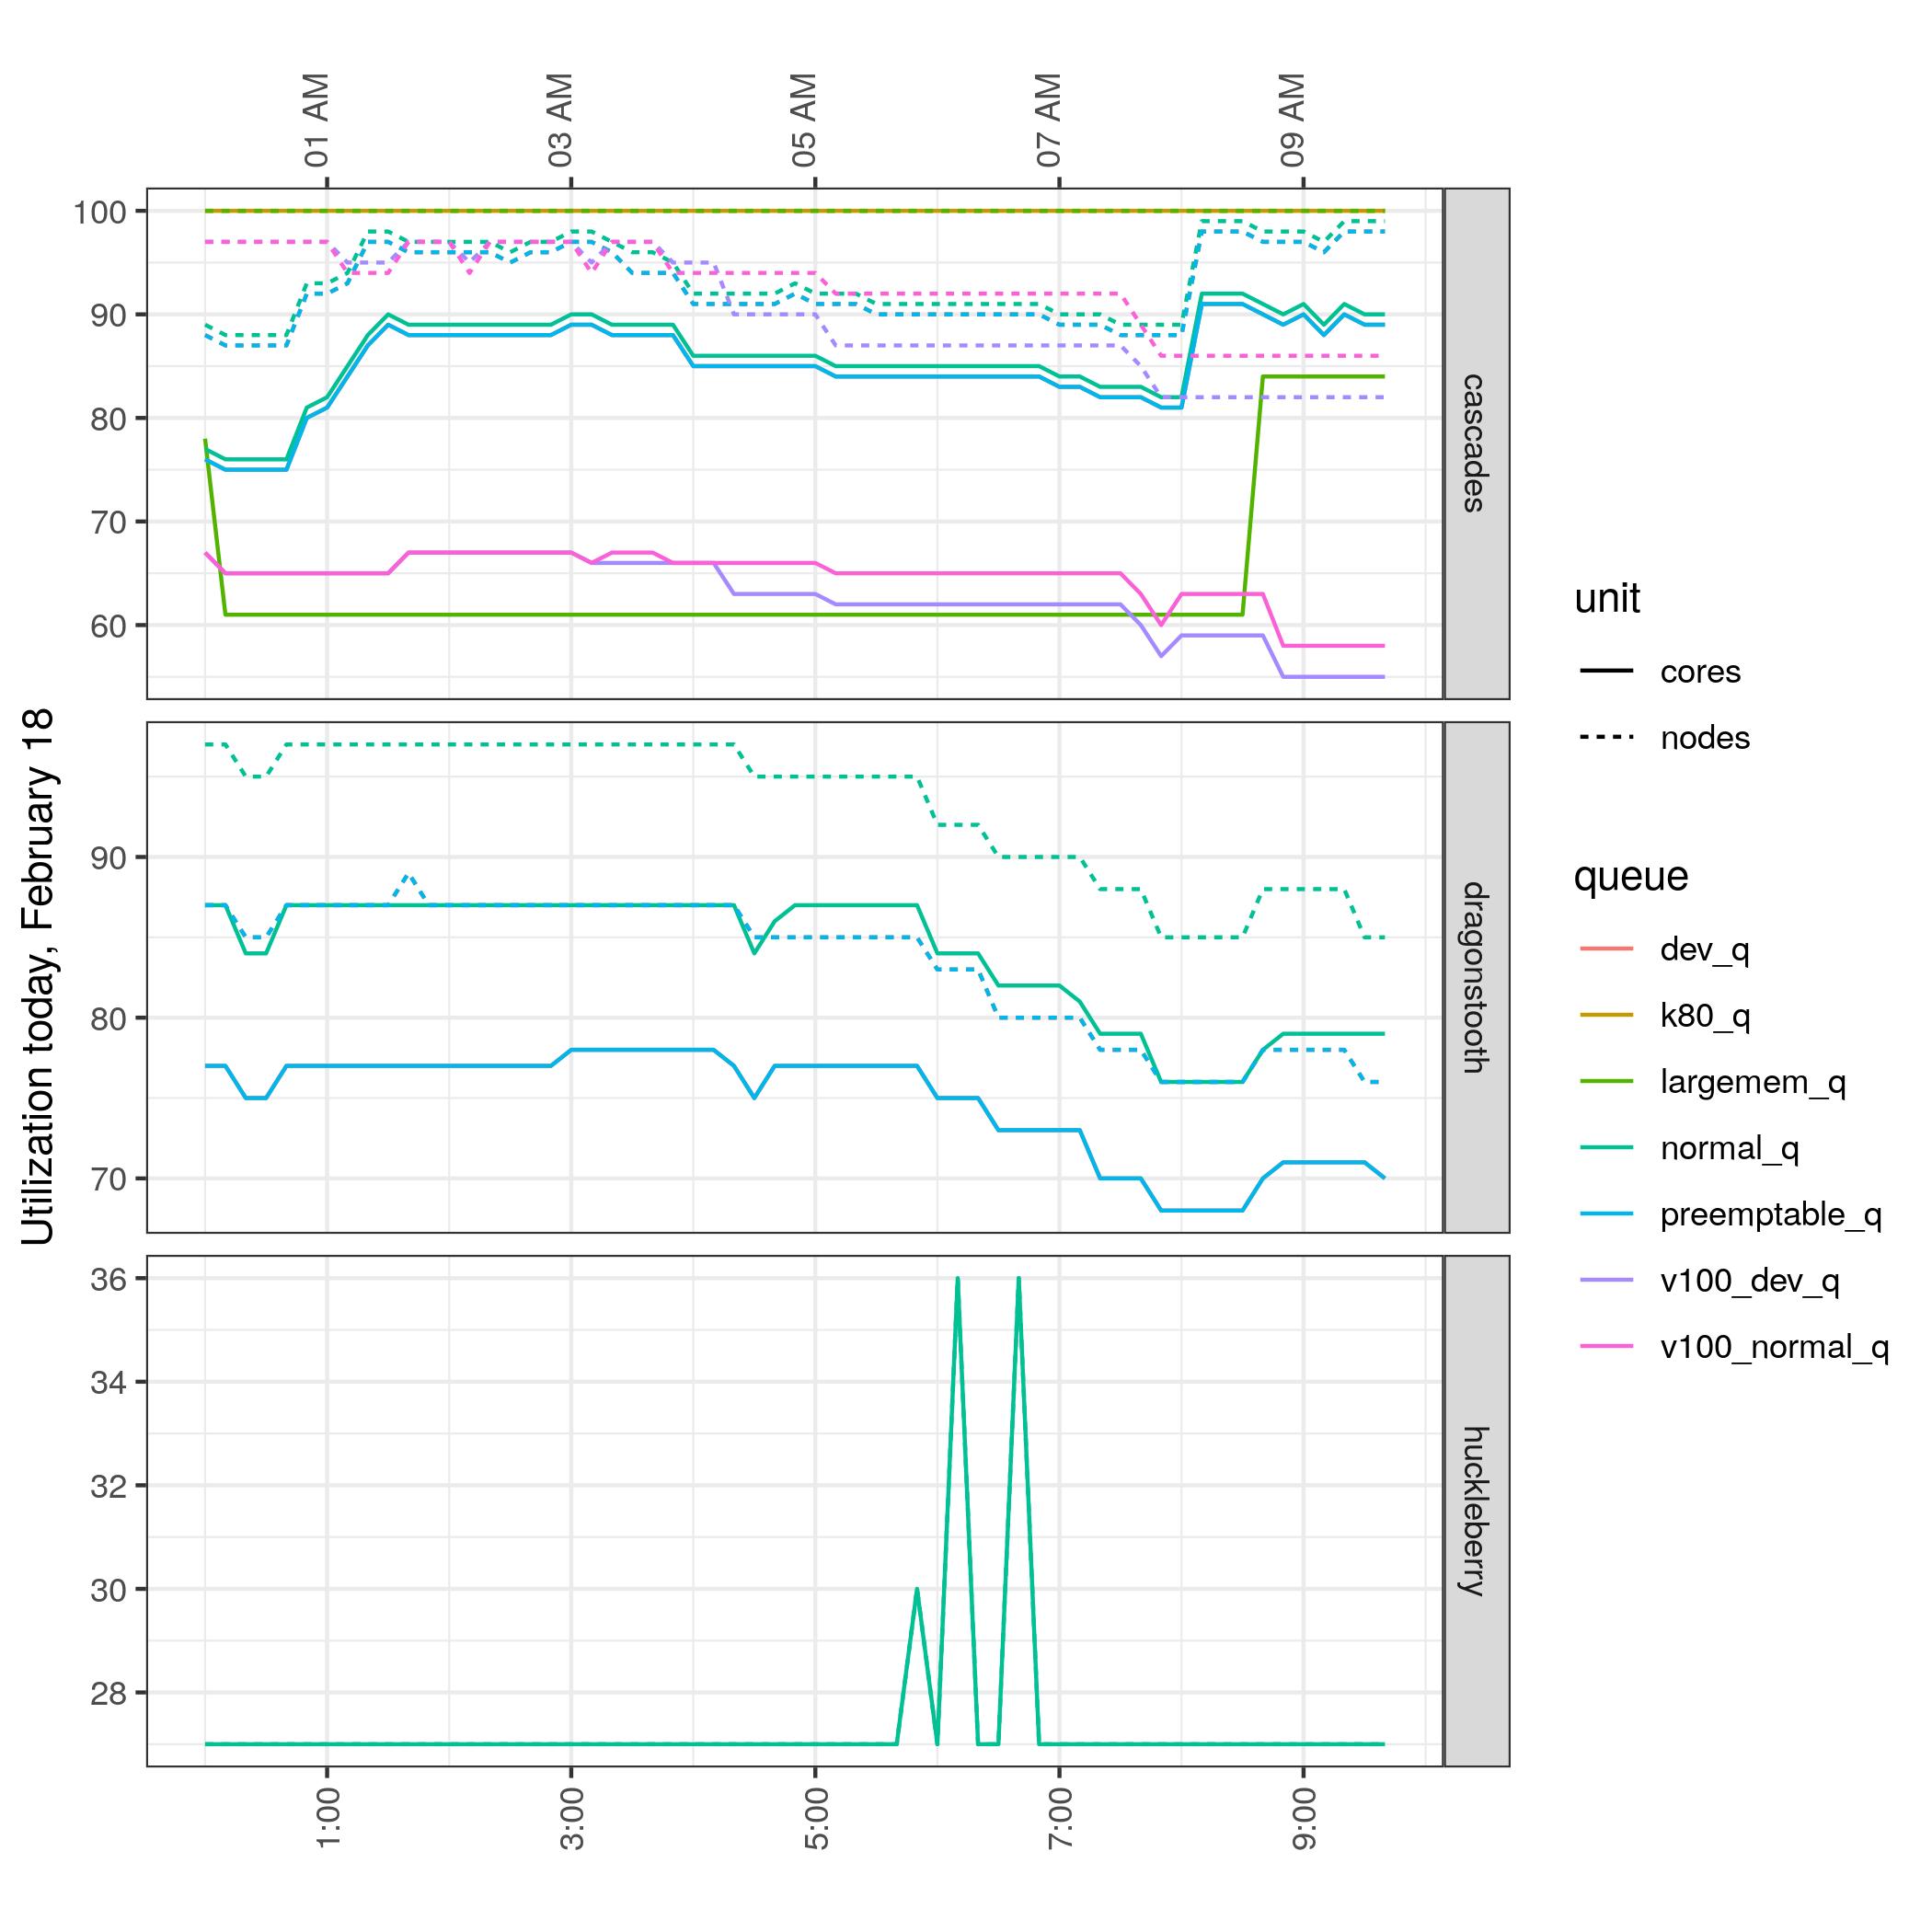 01 AM
03 AM
05 AM
07 AM
09 AM
Utilization today, February 18
100
90
80
70
60
cascades
90
80
70
dragonstooth
36
34
32
30
28
huckleberry
1:00
3:00
5:00
7:00
9:00
unit
cores
nodes
queue
dev_q
k80_q
largemem_q
normal_q
preemptable_q
v100_dev_q
v100_normal_q